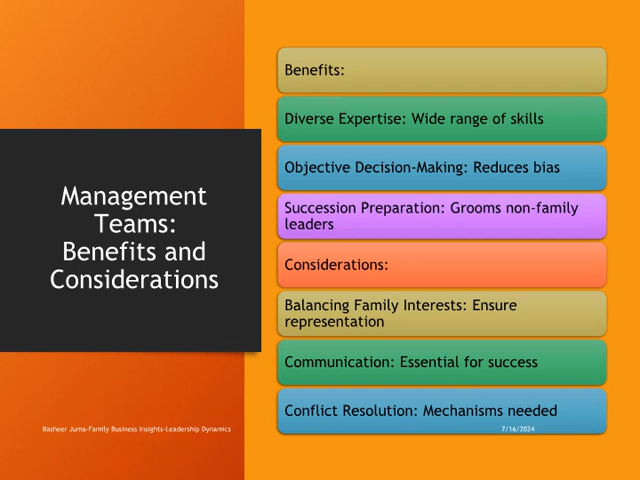 Management
Teams:
Benefits and
Considerations
Benefits:
Diverse Expertise: Wide range of skills
Objective Decision-Making: Reduces bias
Succession Preparation: Grooms non-family
leaders
Considerations:
Balancing Family Interests: Ensure
representation
Communication: Essential for success
Conflict Resolution: Mechanisms needed
Basheer Juma-Family Business Insights-Leadership Dynamics
7/16/2024